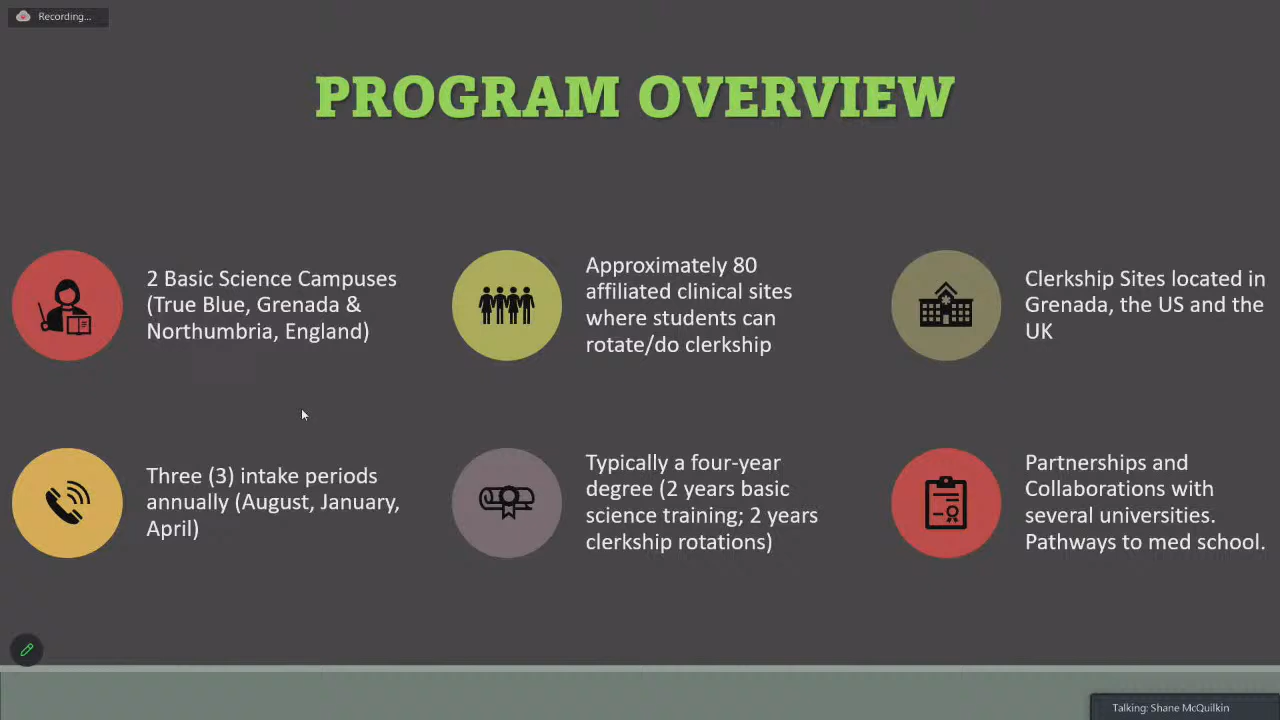 Recording...
PROGRAM OVERVIEW
2 Basic Science Campuses
(True Blue, Grenada &
Northumbria, England)
Approximately 80
affiliated clinical sites
where students can
rotate/do clerkship
Clerkship Sites located in
Grenada, the US and the
UK
Three (3) intake periods
annually (August, January,
April)
Typically a four-year
degree (2 years basic
science training; 2 years
clerkship rotations)
Partnerships and
Collaborations with
several universities.
Pathways to med school.
Talking: Shane McQuilkin